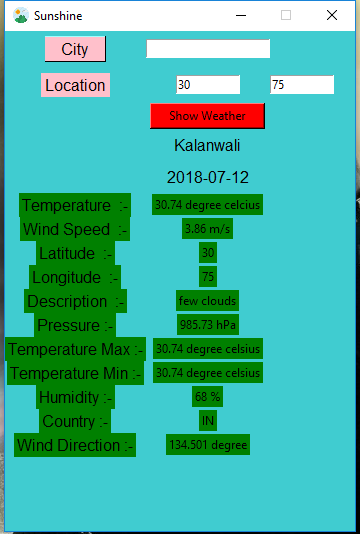 Sunshine
City
Location 30 75
Show Weather
Kalanwali
2018-07-12
Temperature :- 30.74 degree celcius
Wind Speed :- 3.86 m/s
Latitude :- 30
Longitude :- 75
Description :- few clouds
Pressure :- 985.73 hPa
Temperature Max :- 30.74 degree celsius
Temperature Min :- 30.74 degree celsius
Humidity :- 68 %
Country :- IN
Wind Direction :- 134.501 degree